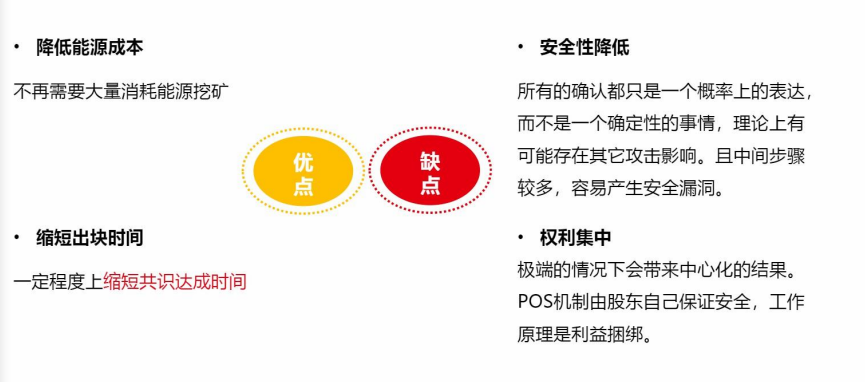 • 降低能源成本
不再需要大量消耗能源挖矿
• 缩短出块时间
一定程度上缩短共识达成时间
优
点
缺
点
• 安全性降低
所有的确认都只是一个概率上的表达，
而不是一个确定性的事情，理论上有
可能存在其它攻击影响。且中间步骤
较多，容易产生安全漏洞。
• 权利集中
极端的情况下会带来中心化的结果。
POS机制由股东自己保证安全，工作
原理是利益捆绑。